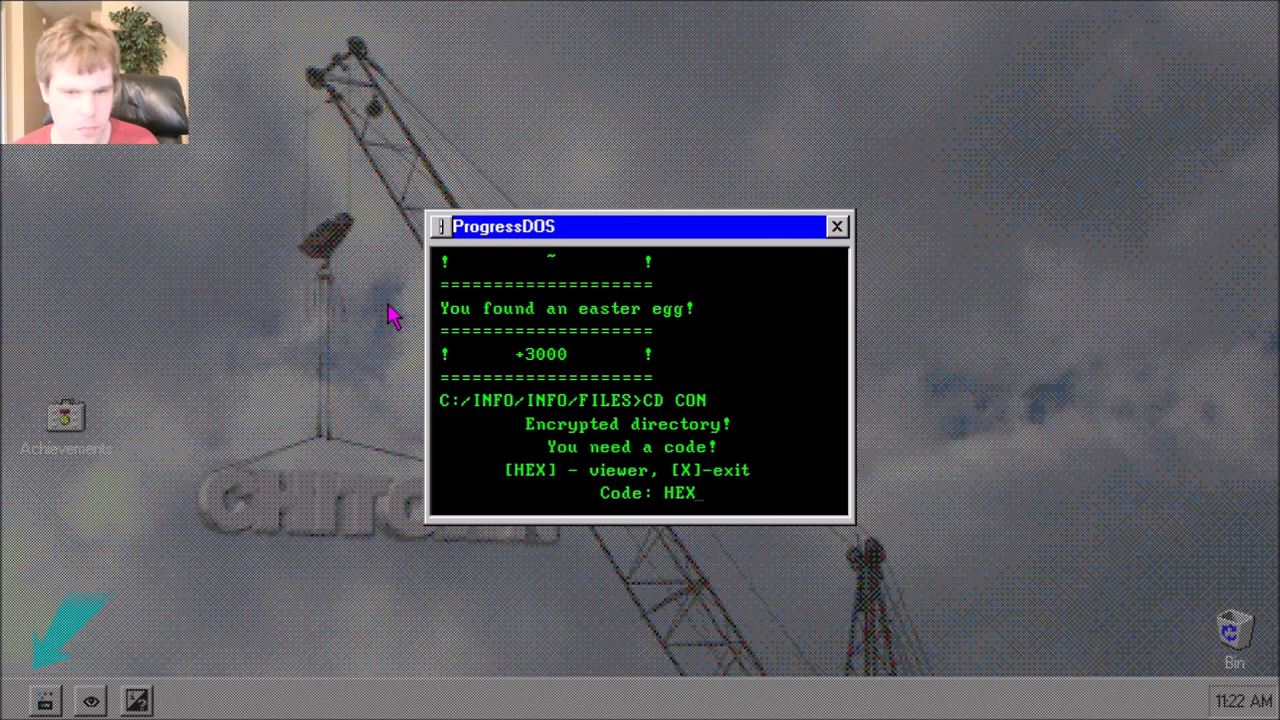 ProgressDOS
! ~ !
====================
You found an easter egg!
====================
! +3000 !
====================
C:/INFO/INFO/FILES>CD CON
Encrypted directory!
You need a code!
[HEX] - viewer, [X]-exit
Code: HEX_
Achievements
Bin
11:22 AM